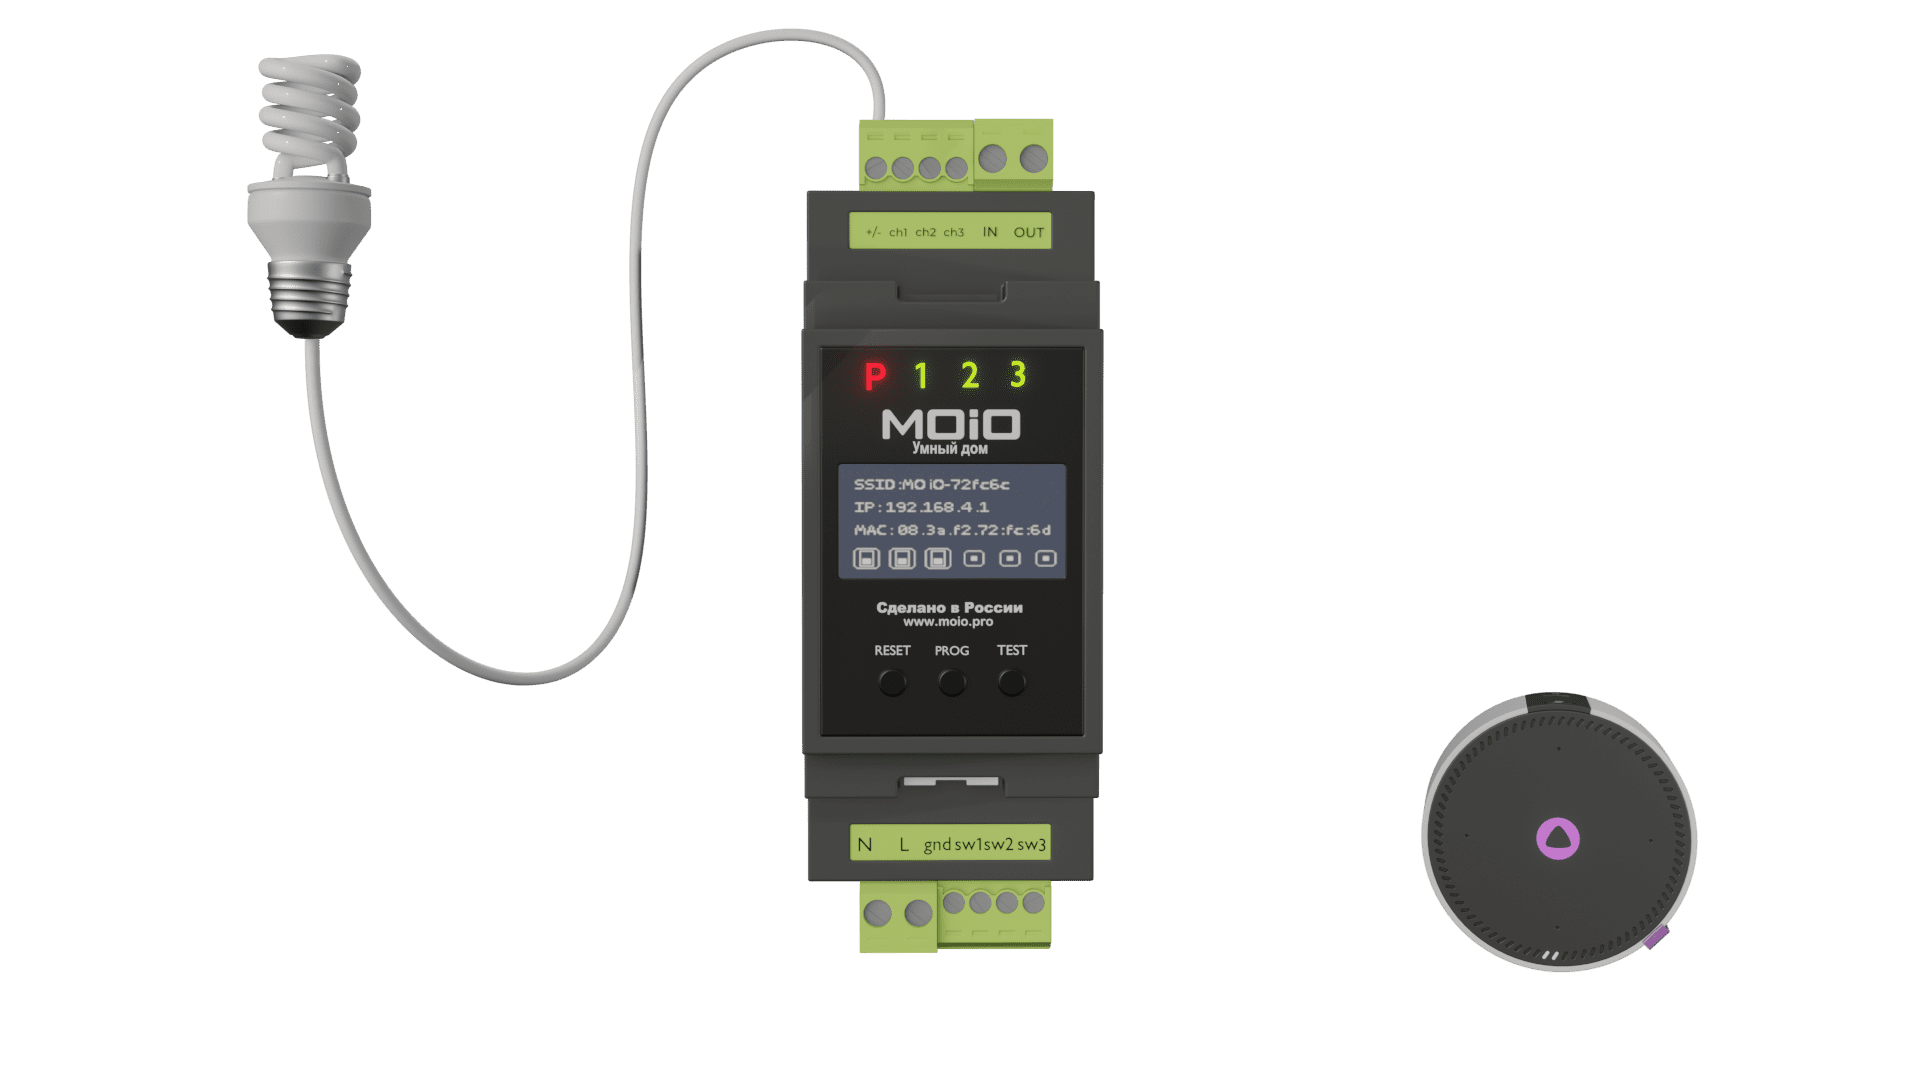 +/- ch1 ch2 ch3 IN OUT
P 1 2 3
MOiO
Умный дом
SSID:MOiO-72fc6c
IP:192.168.4.1
MAC:08.3a.f2.72:fc:6d
Сделано в России
www.moio.pro
RESET PROG TEST
N L gnd sw1 sw2 sw3